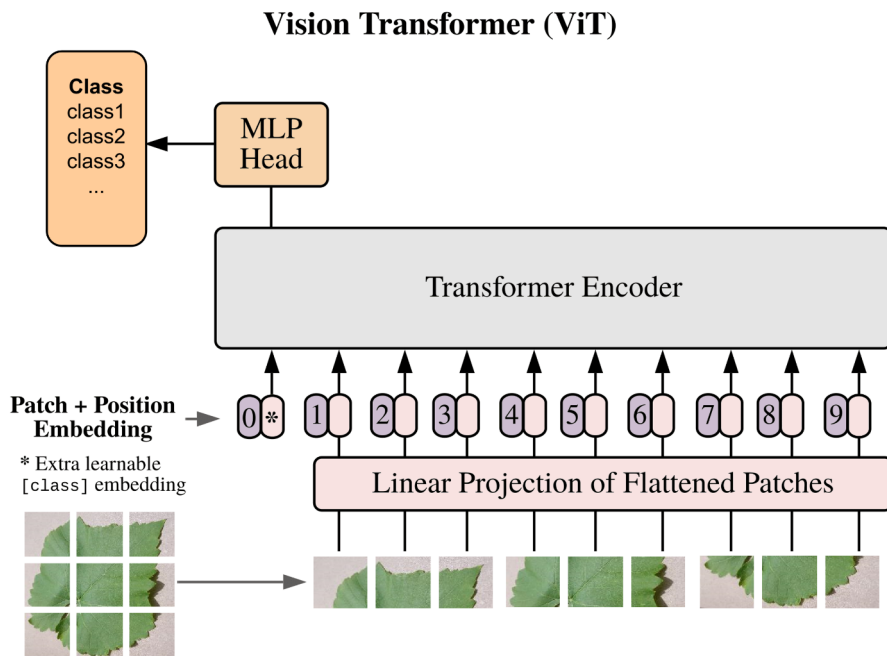 Vision Transformer (ViT)
Class
class1
class2
class3
...
MLP
Head
Transformer Encoder
Patch + Position
Embedding
0 * 1 2 3 4 5 6 7 8 9
* Extra learnable
[class] embedding
Linear Projection of Flattened Patches